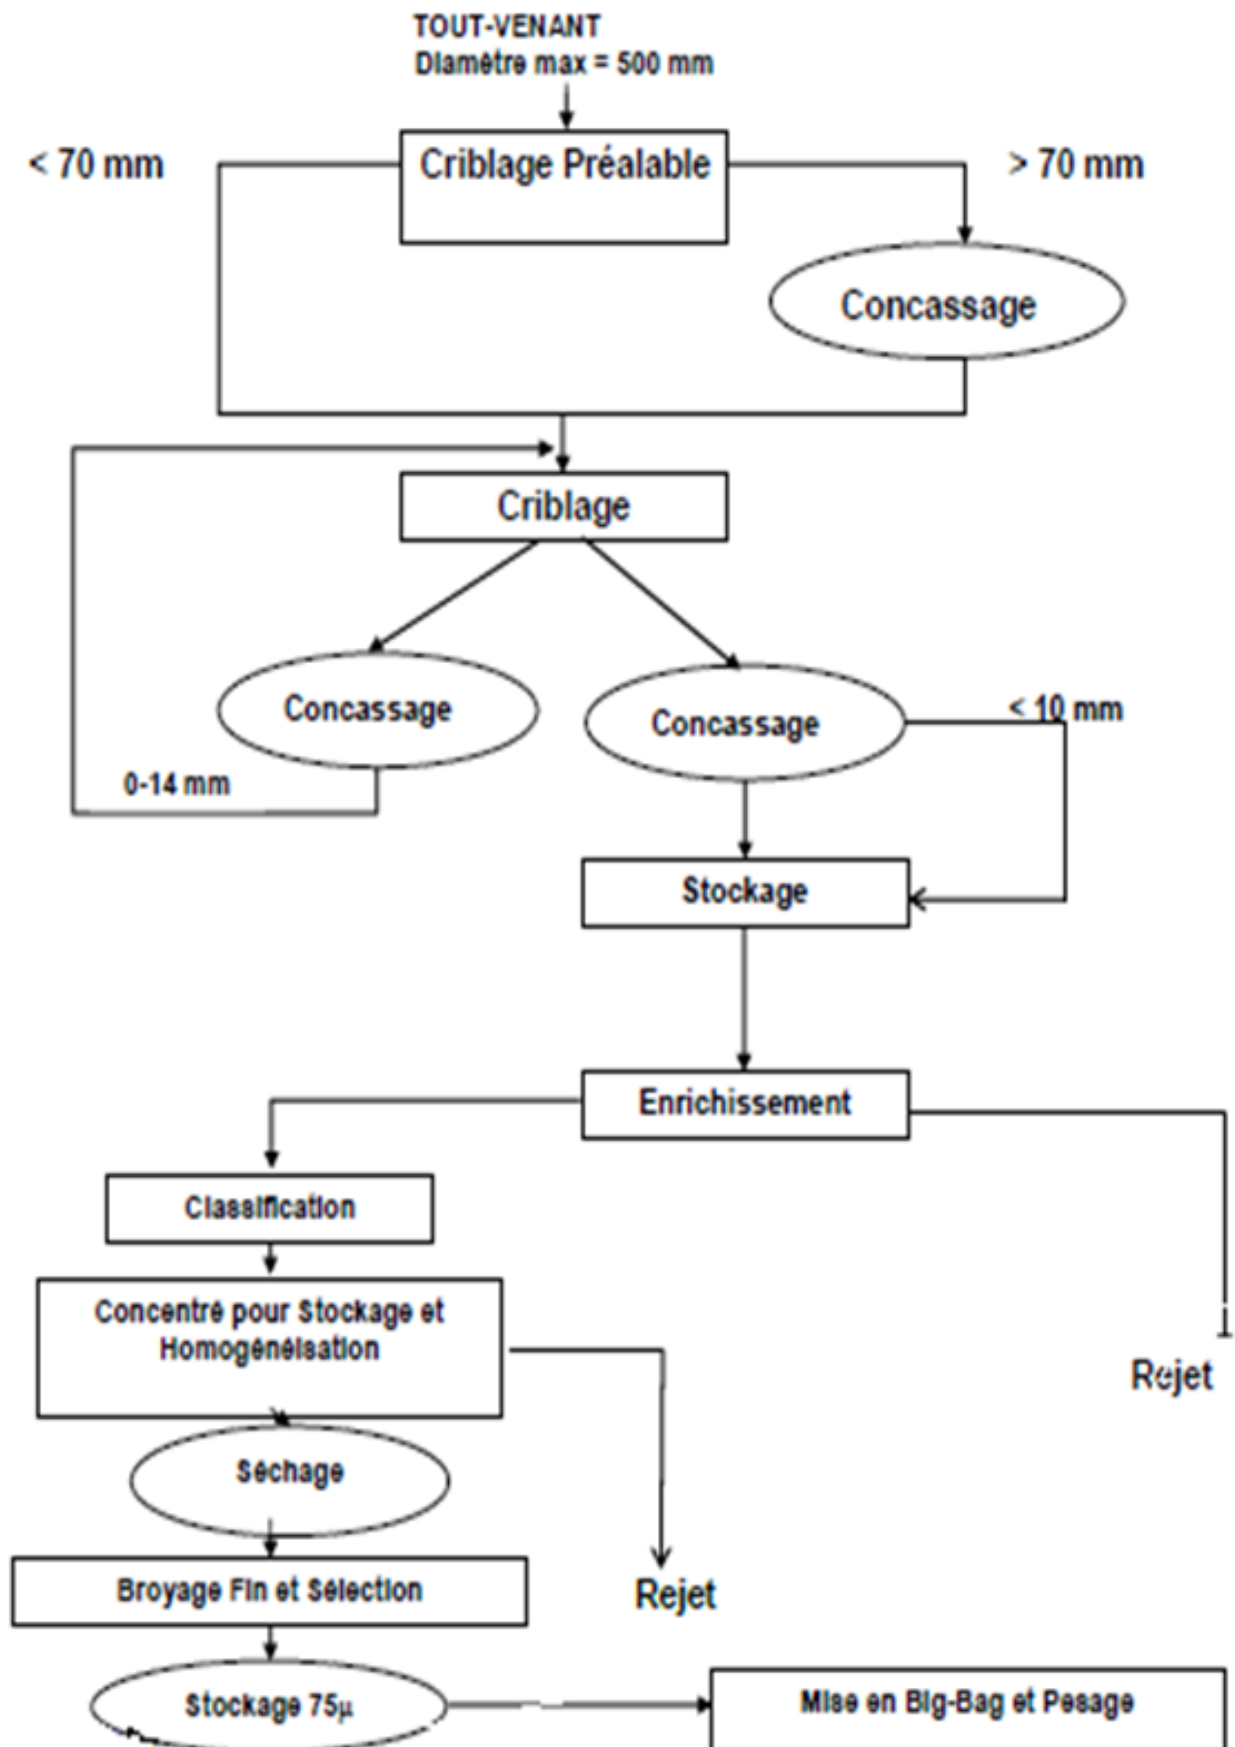 TOUT-VENANT
Diamètre max = 500 mm
< 70 mm
Criblage Préalable
> 70 mm
Concassage
Criblage
Concassage
Concassage
< 10 mm
0-14 mm
Stockage
Enrichissement
Classification
Concentré pour Stockage et
Homogénéisation
Rejet
Séchage
Broyage Fin et Sélection
Rejet
Stockage 75µ
Mise en Big-Bag et Pesage